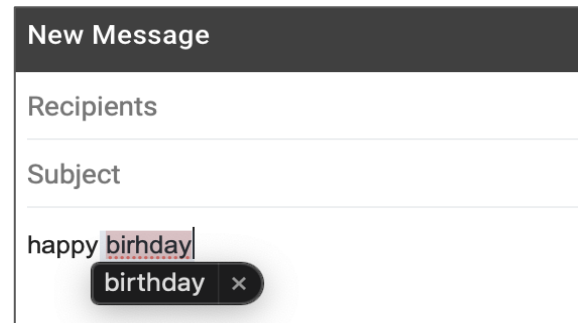 New Message
Recipients
Subject
happy birhday
birthday ×